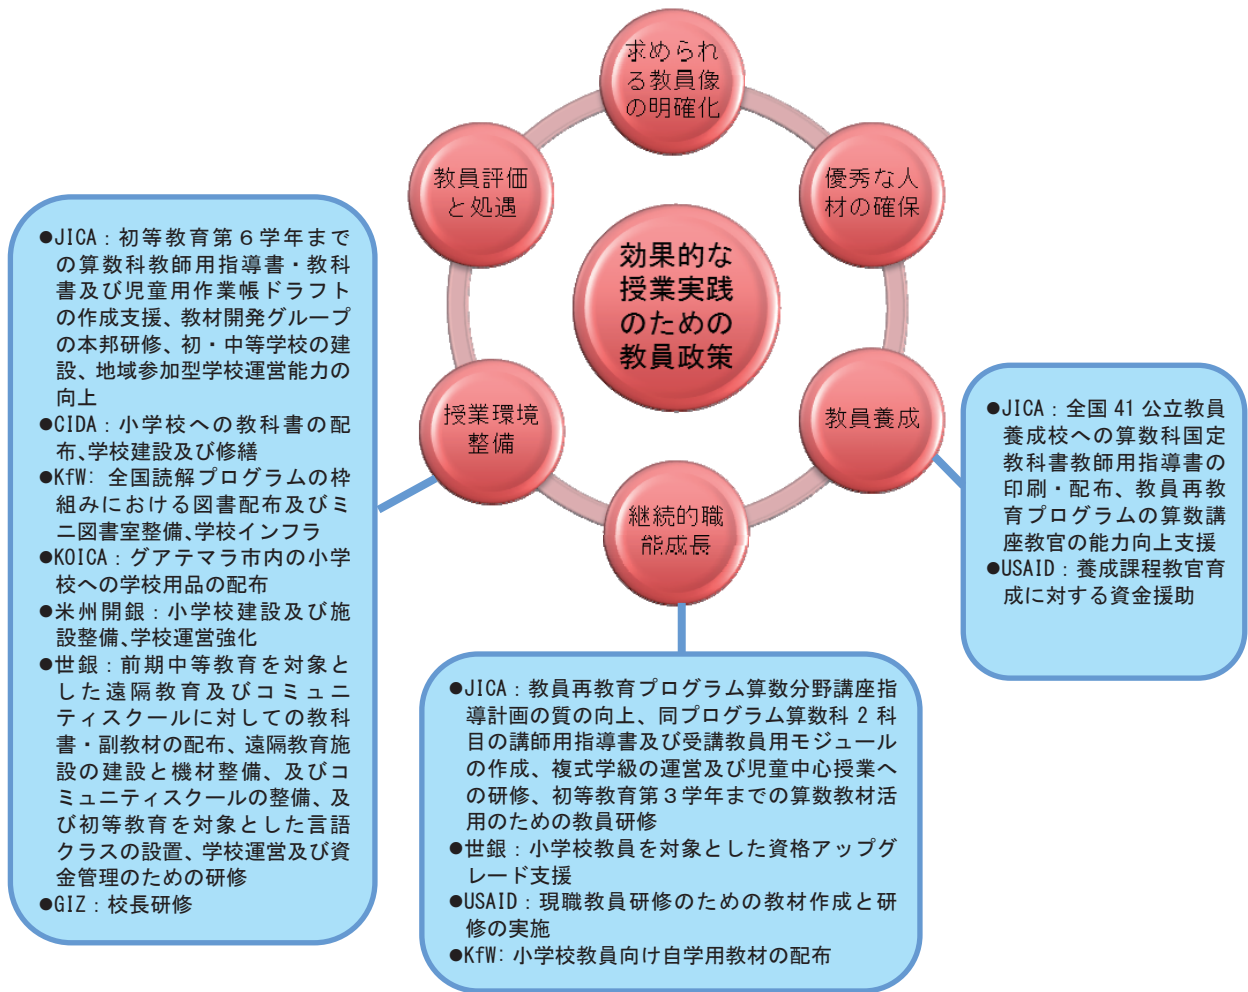 求められ
る教員像
の明確化
教員評価
と処遇
優秀な人
材の確保
効果的な
授業実践
のための
教員政策
授業環境
整備
教員養成
継続的職
能成長
●JICA：初等教育第６学年まで
の算数科教師用指導書・教科
書及び児童用作業帳ドラフト
の作成支援、教材開発グループ
の本邦研修、初・中等学校の建
設、地域参加型学校運営能力の
向上
●CIDA：小学校への教科書の配
布、学校建設及び修繕
●KfW: 全国読解プログラムの枠
組みにおける図書配布及びミ
ニ図書室整備、学校インフラ
●KOICA：グアテマラ市内の小学
校への学校用品の配布
●米州開銀：小学校建設及び施
設整備、学校運営強化
●世銀：前期中等教育を対象と
した遠隔教育及びコミュニ
ティスクールに対しての教科
書・副教材の配布、遠隔教育施
設の建設と機材整備、及びコ
ミュニティスクールの整備、及
び初等教育を対象とした言語
クラスの設置、学校運営及び資
金管理のための研修
●GIZ：校長研修
●JICA：教員再教育プログラム算数分野講座指
導計画の質の向上、同プログラム算数科 2 科
目の講師用指導書及び受講教員用モジュール
の作成、複式学級の運営及び児童中心授業へ
の研修、初等教育第３学年までの算数教材活
用のための教員研修
●世銀：小学校教員を対象とした資格アップグ
レード支援
●USAID：現職教員研修のための教材作成と研
修の実施
●KfW: 小学校教員向け自学用教材の配布
●JICA：全国 41 公立教員
養成校への算数科国定
教科書教師用指導書の
印刷・配布、教員再教
育プログラムの算数講
座教官の能力向上支援
●USAID：養成課程教官育
成に対する資金援助